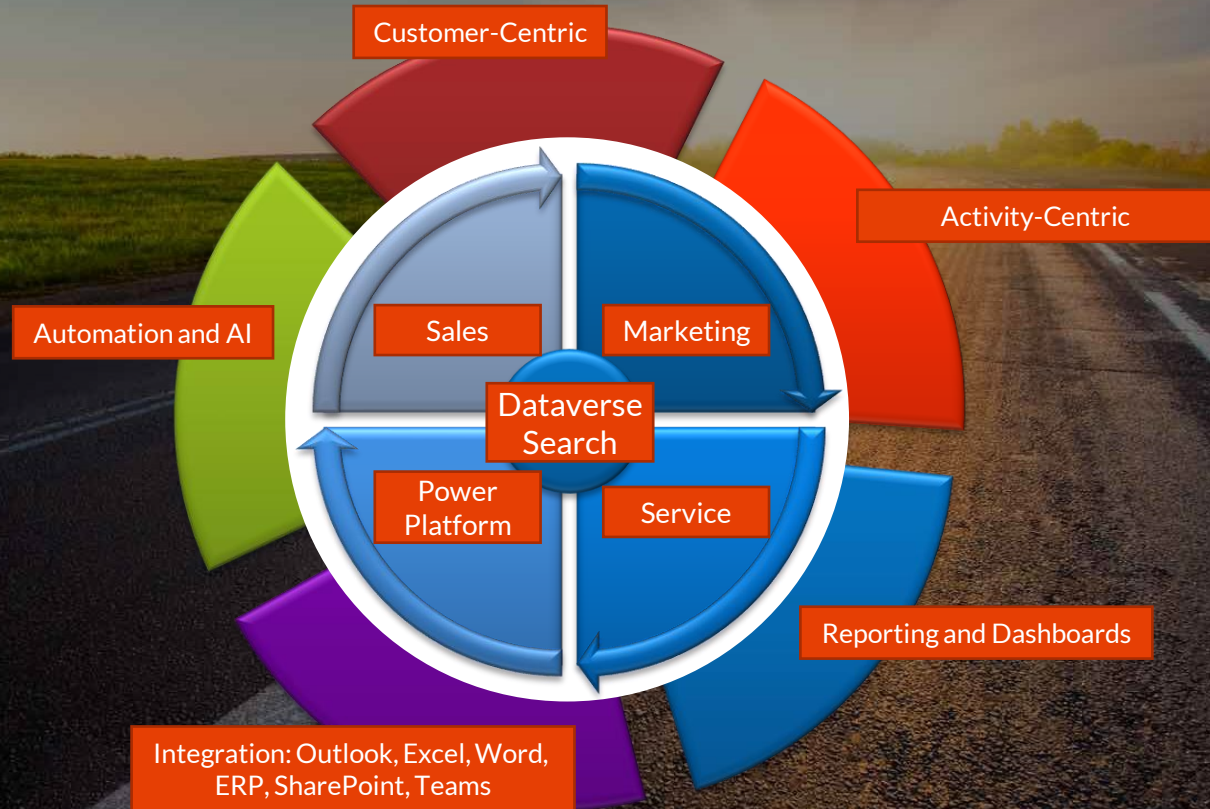 Customer-Centric
Activity-Centric
Automation and AI
Sales
Marketing
Dataverse
Search
Power
Platform
Service
Reporting and Dashboards
Integration: Outlook, Excel, Word,
ERP, SharePoint, Teams